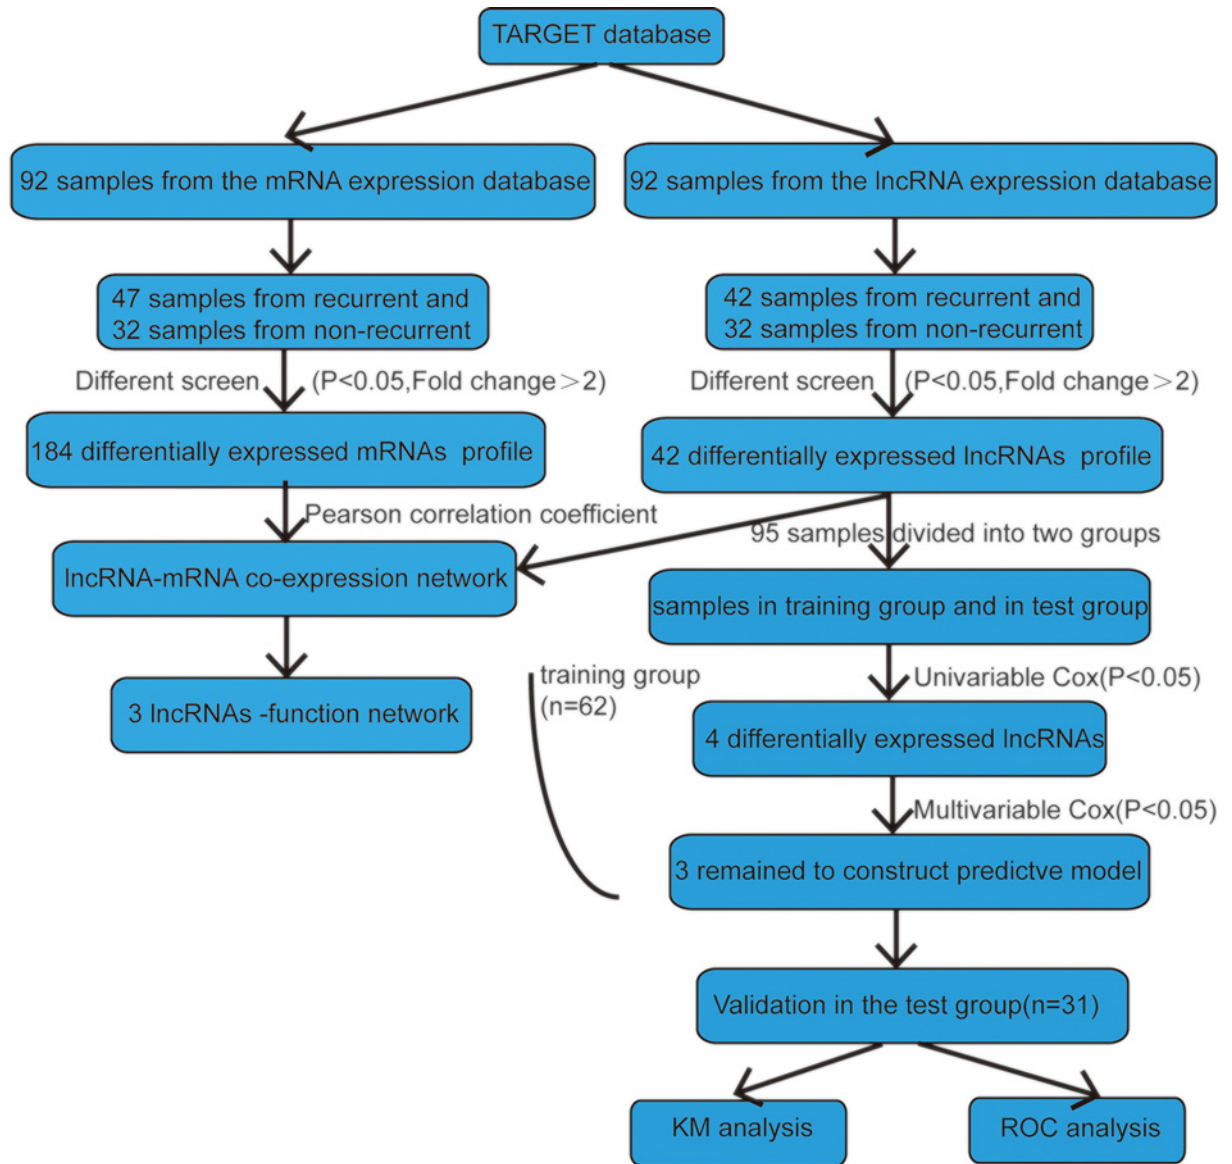 TARGET database
92 samples from the mRNA expression database
92 samples from the lncRNA expression database
47 samples from recurrent and
32 samples from non-recurrent
42 samples from recurrent and
32 samples from non-recurrent
Different screen (P<0.05,Fold change>2)
Different screen (P<0.05,Fold change>2)
184 differentially expressed mRNAs profile
42 differentially expressed lncRNAs profile
Pearson correlation coefficient
95 samples divided into two groups
lncRNA-mRNA co-expression network
samples in training group and in test group
training group
(n=62)
Univariable Cox(P<0.05)
3 lncRNAs -function network
4 differentially expressed lncRNAs
Multivariable Cox(P<0.05)
3 remained to construct predictve model
Validation in the test group(n=31)
KM analysis
ROC analysis